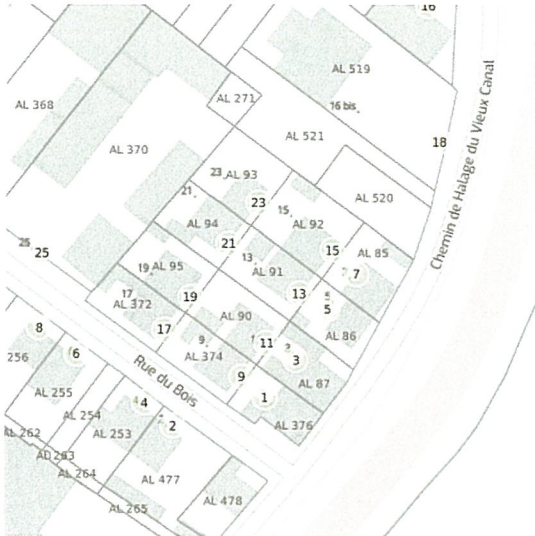 16
AL 519
AL 271
16 bis
AL 368
18
AL 521
AL 370
Chemin de Halage du Vieux Canal
23
AL 93
21
AL 520
23
15
AL 94
AL 92
21
15
AL 85
25
25
13
7
19
AL 95
AL 91
17
19
13
5
5
AL 372
AL 90
17
9
11
AL 86
8
6
256
AL 374
3
Rue du Bois
9
AL 87
AL 255
1
4
AL 254
2
AL 376
AL 262
AL 253
AL 263
AL 264
AL 477
AL 478
AL 265